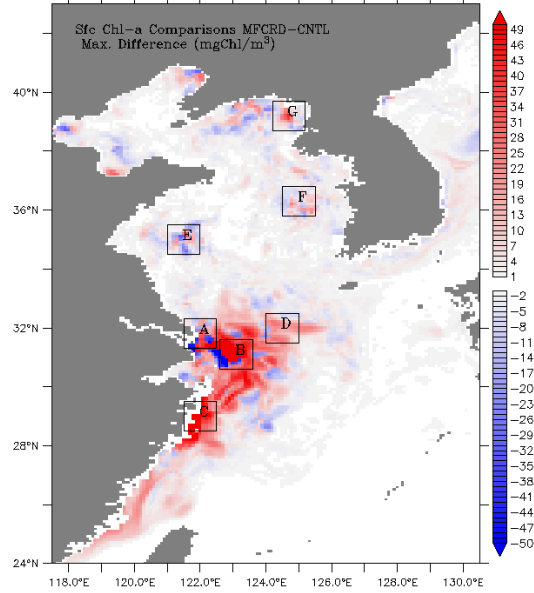 Sfc Chl-a Comparisons MFCRD-CNTL
Max. Difference (mgChl/m³)
40°N
36°N
32°N
28°N
24°N
118.0°E
120.0°E
122.0°E
124.0°E
126.0°E
128.0°E
130.0°E
G
F
E
A
D
B
C
49
46
43
40
37
34
31
28
25
22
19
16
13
10
7
4
1
-2
-5
-8
-11
-14
-17
-20
-23
-26
-29
-32
-35
-38
-41
-44
-47
-50